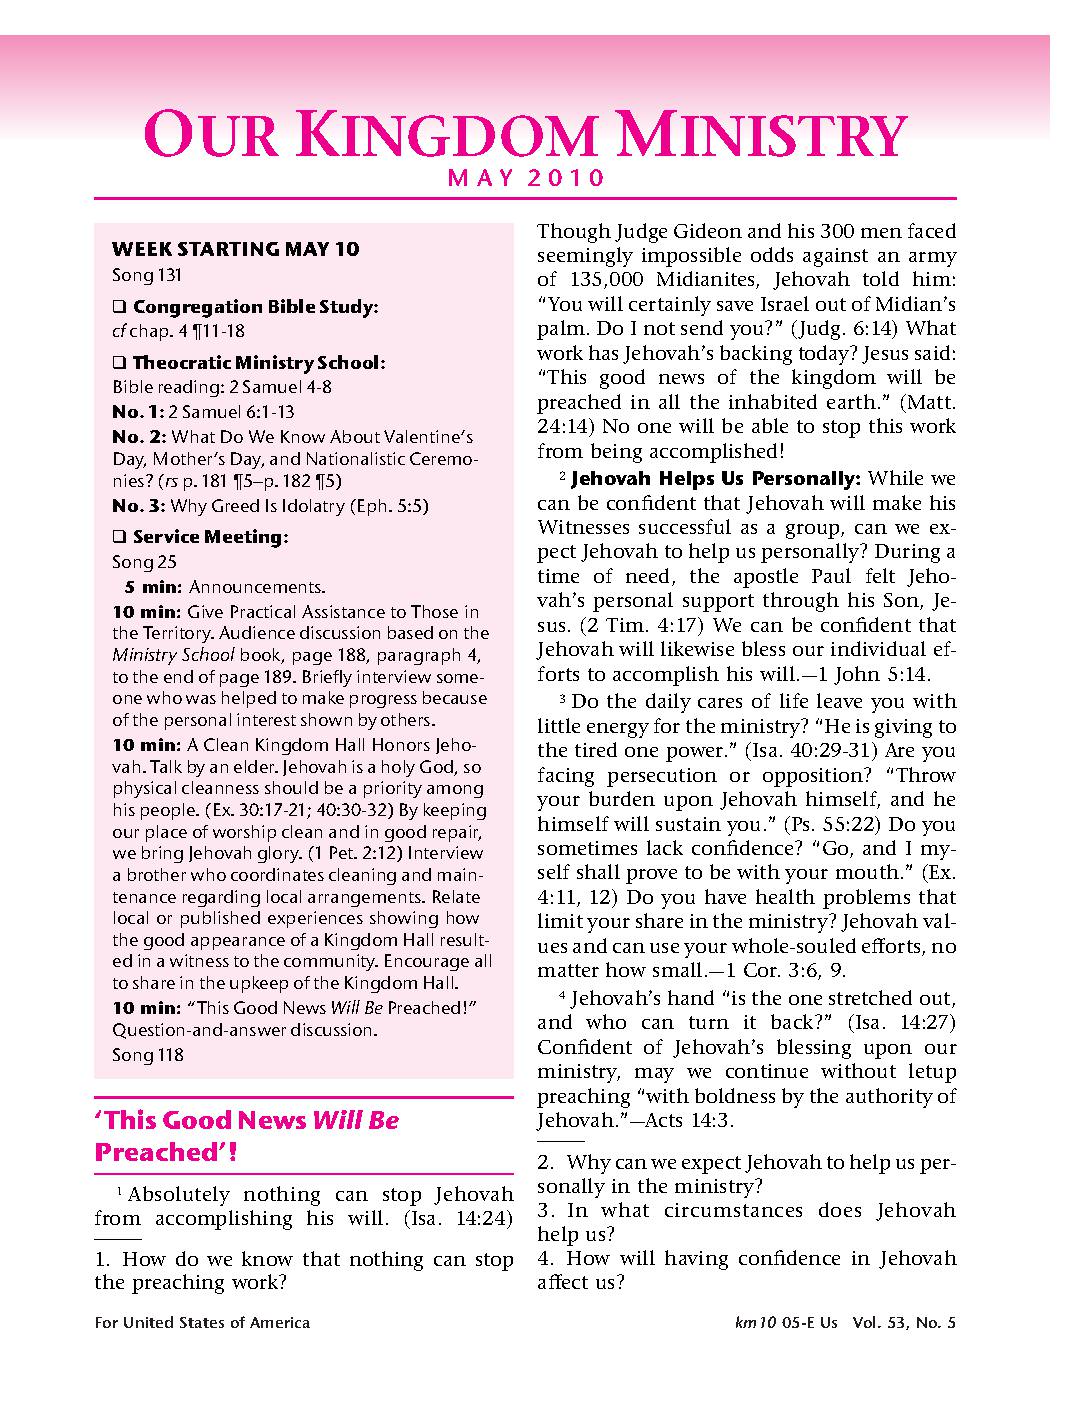 OUR KINGDOM MINISTRY
MAY 2010
WEEK STARTING MAY 10
Song 131
❑ Congregation Bible Study:
cf chap. 4 ¶11-18
❑ Theocratic Ministry School:
Bible reading: 2 Samuel 4-8
No. 1: 2 Samuel 6:1-13
No. 2: What Do We Know About Valentine’s
Day, Mother’s Day, and Nationalistic Ceremo-
nies? (rs p. 181 ¶5–p. 182 ¶5)
No. 3: Why Greed Is Idolatry (Eph. 5:5)
❑ Service Meeting:
Song 25
5 min: Announcements.
10 min: Give Practical Assistance to Those in
the Territory. Audience discussion based on the
Ministry School book, page 188, paragraph 4,
to the end of page 189. Briefly interview some-
one who was helped to make progress because
of the personal interest shown by others.
10 min: A Clean Kingdom Hall Honors Jeho-
vah. Talk by an elder. Jehovah is a holy God, so
physical cleanness should be a priority among
his people. (Ex. 30:17-21; 40:30-32) By keeping
our place of worship clean and in good repair,
we bring Jehovah glory. (1 Pet. 2:12) Interview
a brother who coordinates cleaning and main-
tenance regarding local arrangements. Relate
local or published experiences showing how
the good appearance of a Kingdom Hall result-
ed in a witness to the community. Encourage all
to share in the upkeep of the Kingdom Hall.
10 min: “This Good News Will Be Preached!”
Question-and-answer discussion.
Song 118
‘This Good News Will Be
Preached’!
¹ Absolutely nothing can stop Jehovah
from accomplishing his will. (Isa. 14:24)
1. How do we know that nothing can stop
the preaching work?
Though Judge Gideon and his 300 men faced
seemingly impossible odds against an army
of 135,000 Midianites, Jehovah told him:
“You will certainly save Israel out of Midian’s
palm. Do I not send you?” (Judg. 6:14) What
work has Jehovah’s backing today? Jesus said:
“This good news of the kingdom will be
preached in all the inhabited earth.” (Matt.
24:14) No one will be able to stop this work
from being accomplished!
² Jehovah Helps Us Personally: While we
can be confident that Jehovah will make his
Witnesses successful as a group, can we ex-
pect Jehovah to help us personally? During a
time of need, the apostle Paul felt Jeho-
vah’s personal support through his Son, Je-
sus. (2 Tim. 4:17) We can be confident that
Jehovah will likewise bless our individual ef-
forts to accomplish his will.—1 John 5:14.
³ Do the daily cares of life leave you with
little energy for the ministry? “He is giving to
the tired one power.” (Isa. 40:29-31) Are you
facing persecution or opposition? “Throw
your burden upon Jehovah himself, and he
himself will sustain you.” (Ps. 55:22) Do you
sometimes lack confidence? “Go, and I my-
self shall prove to be with your mouth.” (Ex.
4:11, 12) Do you have health problems that
limit your share in the ministry? Jehovah val-
ues and can use your whole-souled efforts, no
matter how small.—1 Cor. 3:6, 9.
⁴ Jehovah’s hand “is the one stretched out,
and who can turn it back?” (Isa. 14:27)
Confident of Jehovah’s blessing upon our
ministry, may we continue without letup
preaching “with boldness by the authority of
Jehovah.”—Acts 14:3.
2. Why can we expect Jehovah to help us per-
sonally in the ministry?
3. In what circumstances does Jehovah
help us?
4. How will having confidence in Jehovah
affect us?
For United States of America
km10 05-E Us Vol. 53, No. 5